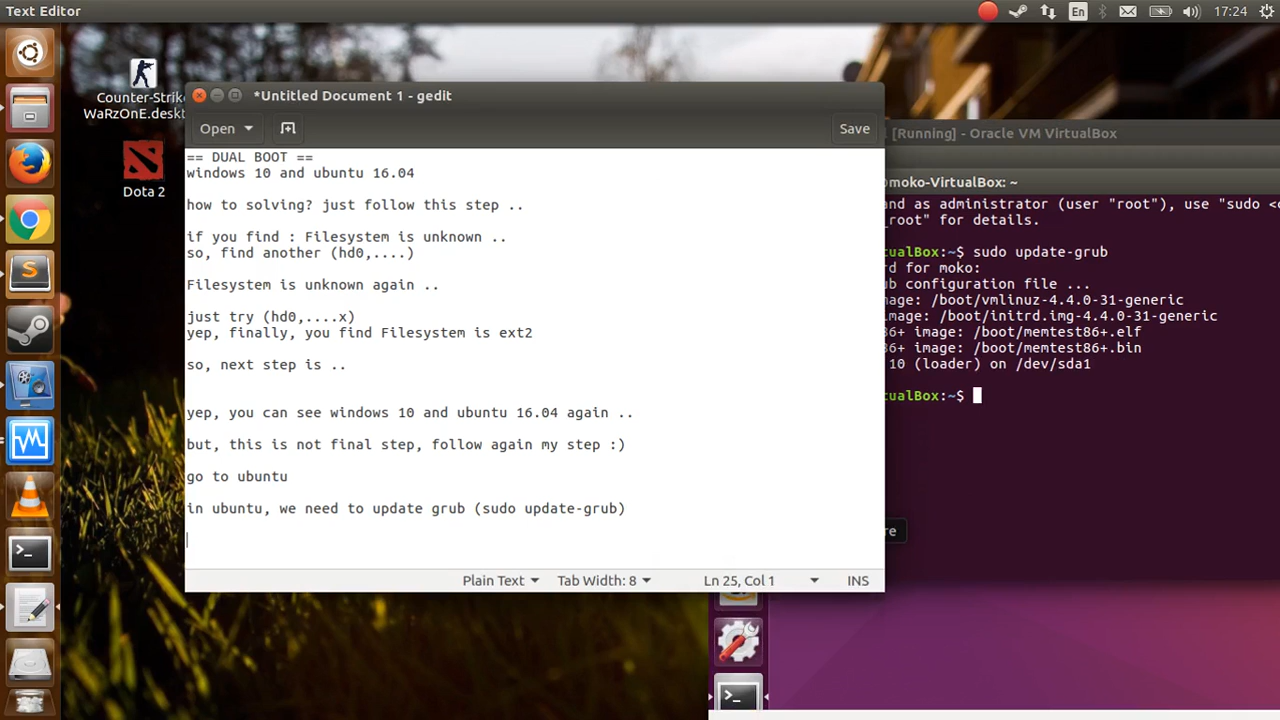 Text Editor
En
17:24
Counter-Strike
WaRzOnE.deskt
Dota 2
*Untitled Document 1 - gedit
Open
Save
== DUAL BOOT ==
windows 10 and ubuntu 16.04
how to solving? just follow this step ..
if you find : Filesystem is unknown ..
so, find another (hd0,....)
Filesystem is unknown again ..
just try (hd0,....x)
yep, finally, you find Filesystem is ext2
so, next step is ..
yep, you can see windows 10 and ubuntu 16.04 again ..
but, this is not final step, follow again my step :)
go to ubuntu
in ubuntu, we need to update grub (sudo update-grub)
Plain Text
Tab Width: 8
Ln 25, Col 1
INS
[Running] - Oracle VM VirtualBox
moko-VirtualBox: ~
and as administrator (user "root"), use "sudo <c
_root" for details.
tualBox:~$ sudo update-grub
rd for moko:
ub configuration file ...
mage: /boot/vmlinuz-4.4.0-31-generic
mage: /boot/initrd.img-4.4.0-31-generic
86+ image: /boot/memtest86+.elf
86+ image: /boot/memtest86+.bin
10 (loader) on /dev/sda1
tualBox:~$
re